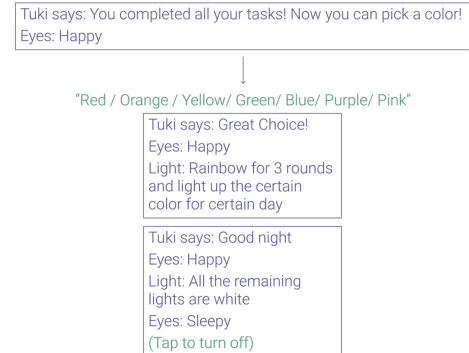 Tuki says: You completed all your tasks! Now you can pick a color!
Eyes: Happy
“Red / Orange / Yellow/ Green/ Blue/ Purple/ Pink”
Tuki says: Great Choice!
Eyes: Happy
Light: Rainbow for 3 rounds
and light up the certain
color for certain day
Tuki says: Good night
Eyes: Happy
Light: All the remaining
lights are white
Eyes: Sleepy
(Tap to turn off)